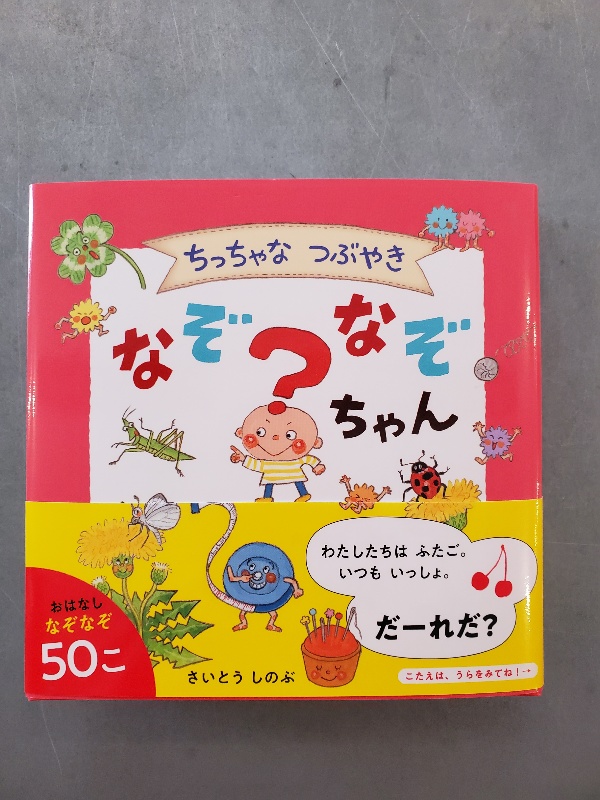 ちっちゃな つぶやき
なぞ?なぞ
ちゃん
わたしたちは ふたご。
いつも いっしょ。
だーれだ?
おはなし
なぞなぞ
50こ
さいとう しのぶ
こたえは、うらをみてね!→